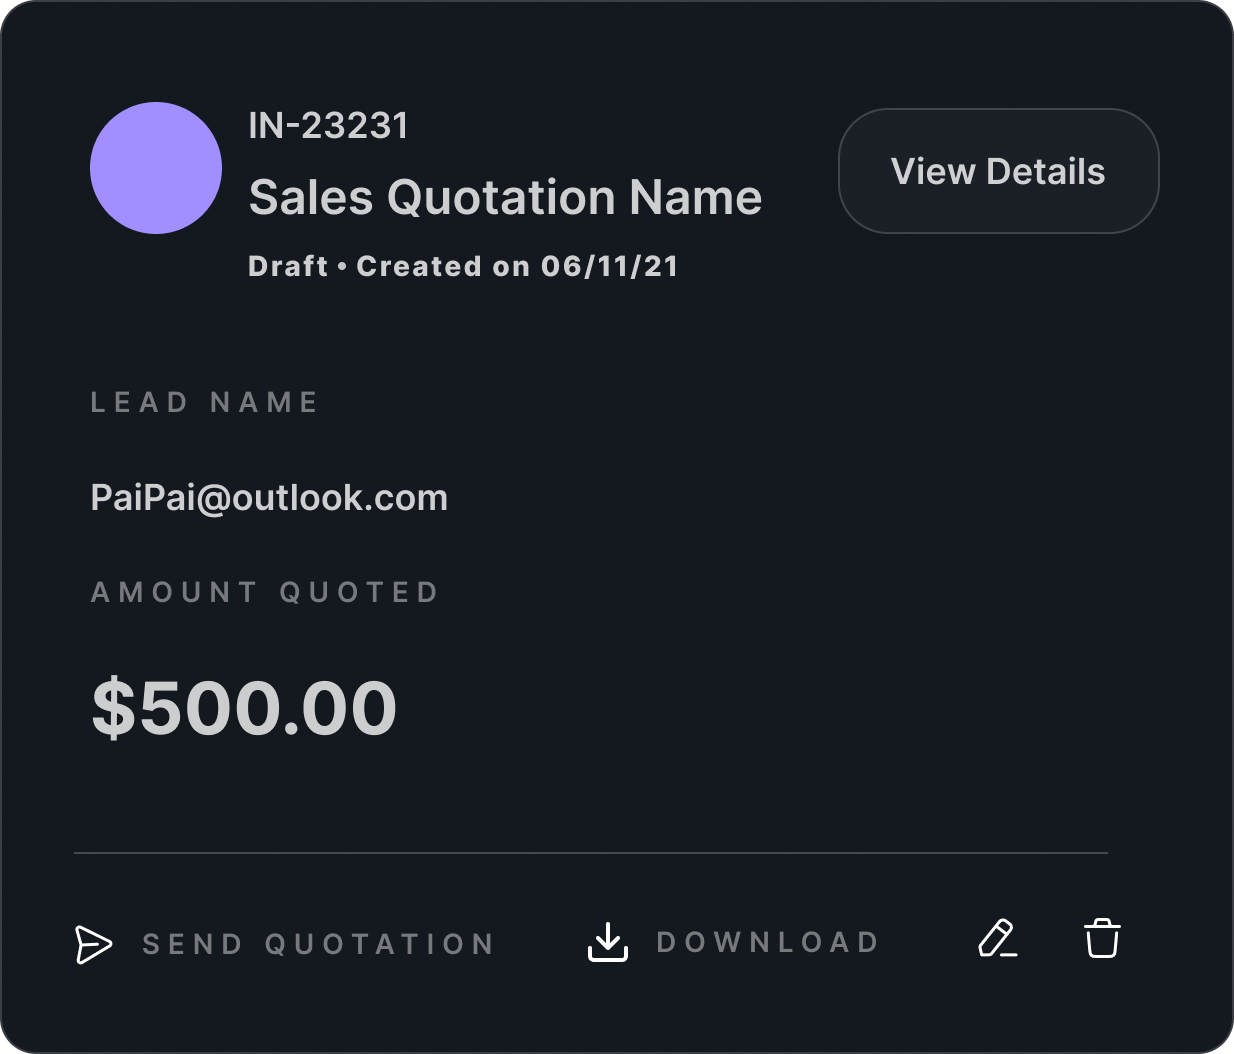 IN-23231
Sales Quotation Name
View Details
Draft • Created on 06/11/21
LEAD NAME
PaiPai@outlook.com
AMOUNT QUOTED
$500.00
SEND QUOTATION
DOWNLOAD